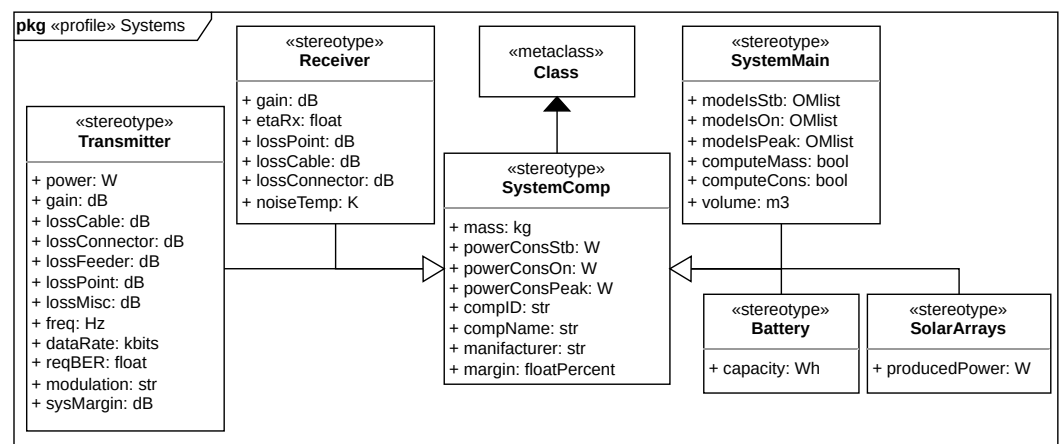 pkg «profile» Systems
«stereotype»
Transmitter
+ power: W
+ gain: dB
+ lossCable: dB
+ lossConnector: dB
+ lossFeeder: dB
+ lossPoint: dB
+ lossMisc: dB
+ freq: Hz
+ dataRate: kbits
+ reqBER: float
+ modulation: str
+ sysMargin: dB
«stereotype»
Receiver
+ gain: dB
+ etaRx: float
+ lossPoint: dB
+ lossCable: dB
+ lossConnector: dB
+ noiseTemp: K
«metaclass»
Class
«stereotype»
SystemComp
+ mass: kg
+ powerConsStb: W
+ powerConsOn: W
+ powerConsPeak: W
+ compID: str
+ compName: str
+ manifacturer: str
+ margin: floatPercent
«stereotype»
SystemMain
+ modeIsStb: OMlist
+ modeIsOn: OMlist
+ modeIsPeak: OMlist
+ computeMass: bool
+ computeCons: bool
+ volume: m3
«stereotype»
Battery
+ capacity: Wh
«stereotype»
SolarArrays
+ producedPower: W